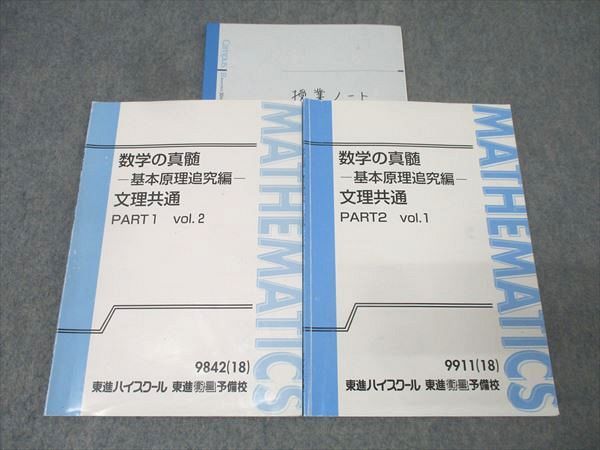 Campus
授業ノート
数学の真髄
−基本原理追究編−
文理共通
PART1 vol.2
9842(18)
東進ハイスクール 東進衛星予備校
MATHEMATICS
数学の真髄
−基本原理追究編−
文理共通
PART2 vol.1
9911(18)
東進ハイスクール 東進衛星予備校
MATHEMATICS